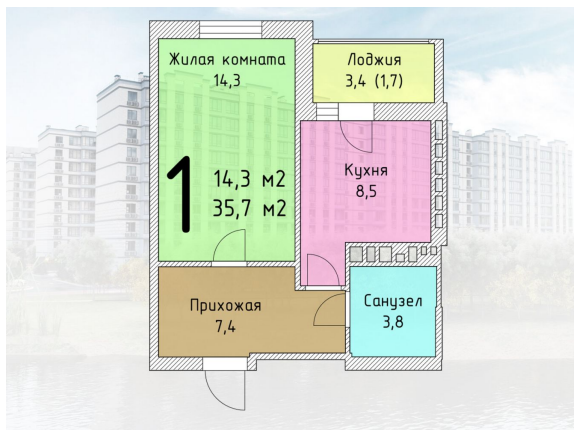 Жилая комната
14,3
Лоджия
3,4 (1,7)
1
14,3 м2
35,7 м2
Кухня
8,5
Прихожая
7,4
Санузел
3,8